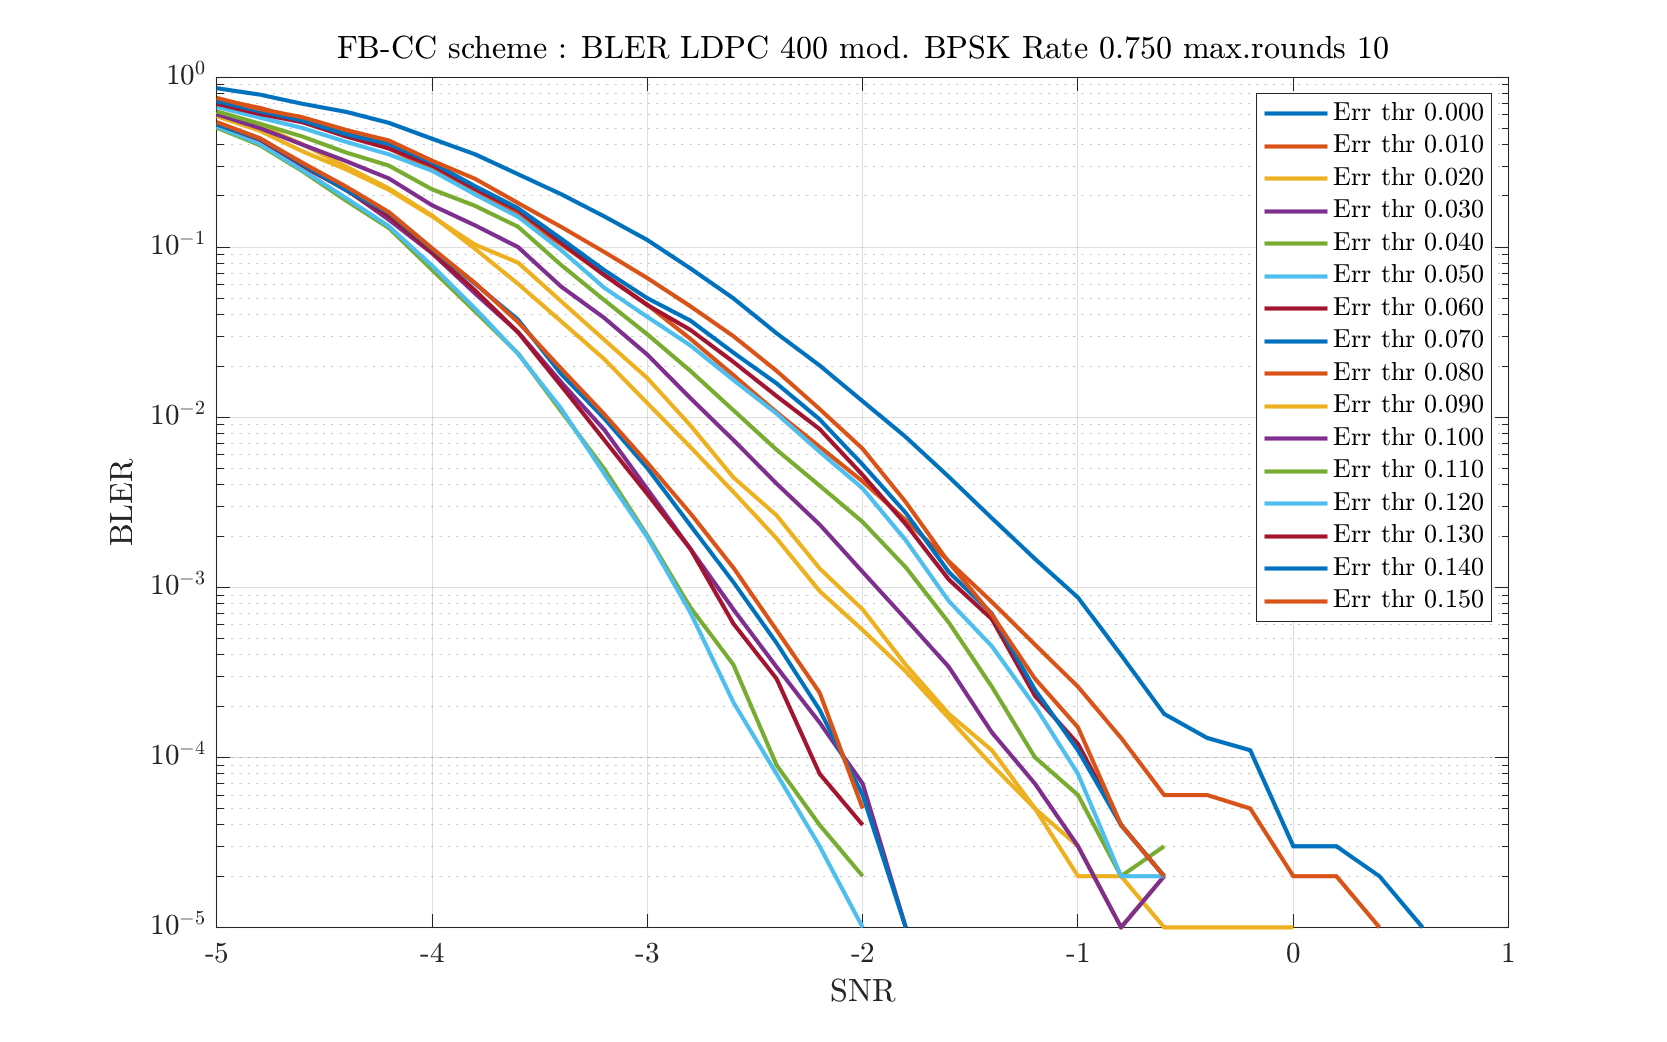 FB-CC scheme : BLER LDPC 400 mod. BPSK Rate 0.750 max.rounds 10
10^0
10^-1
10^-2
10^-3
10^-4
10^-5
BLER
-5 -4 -3 -2 -1 0 1
SNR
Err thr 0.000
Err thr 0.010
Err thr 0.020
Err thr 0.030
Err thr 0.040
Err thr 0.050
Err thr 0.060
Err thr 0.070
Err thr 0.080
Err thr 0.090
Err thr 0.100
Err thr 0.110
Err thr 0.120
Err thr 0.130
Err thr 0.140
Err thr 0.150